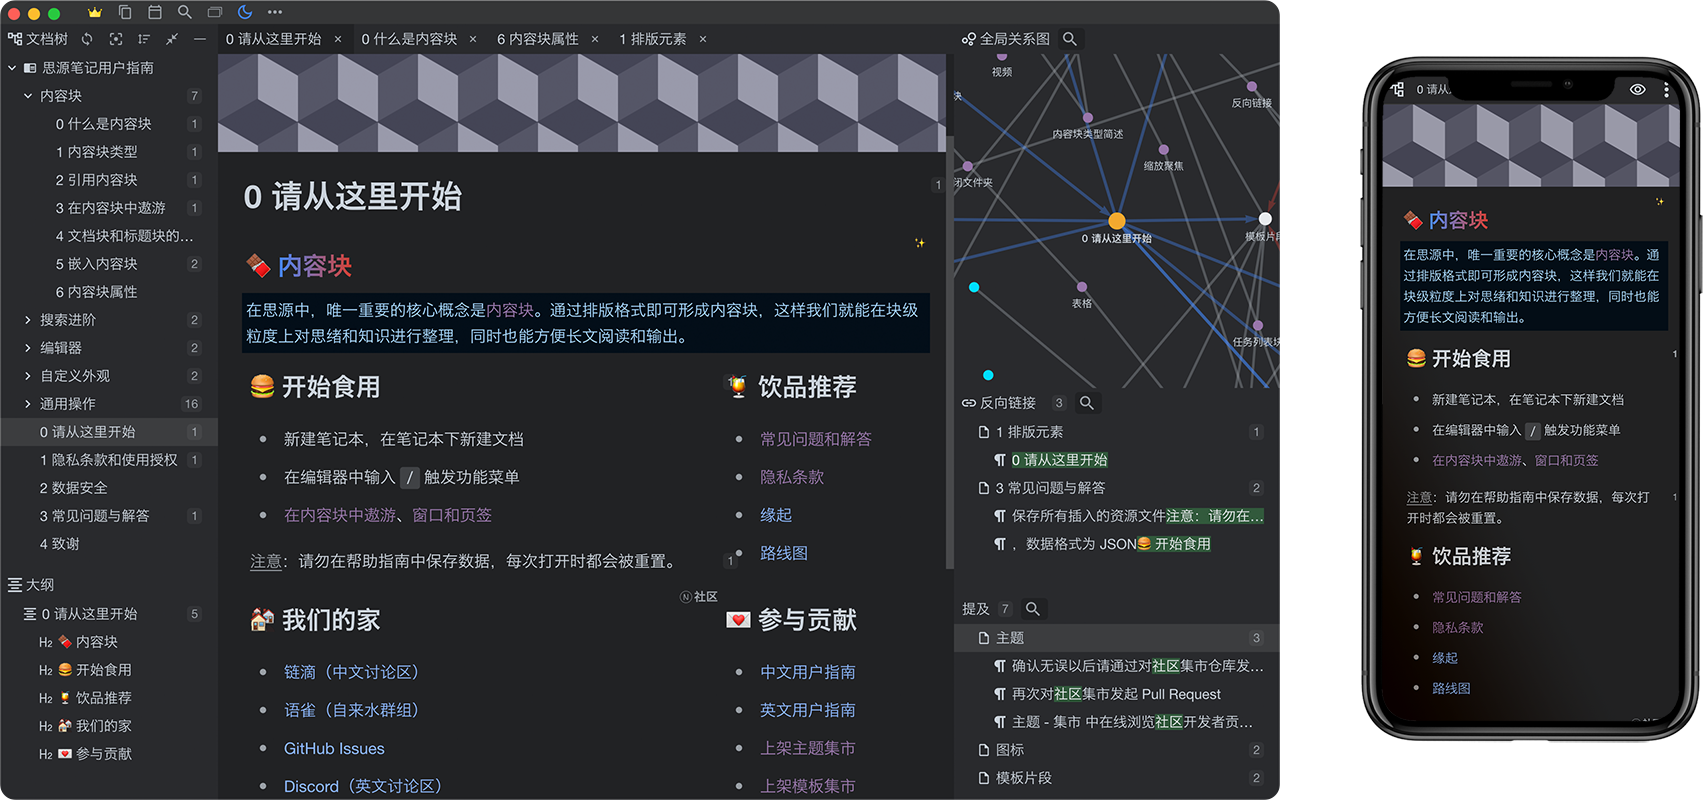 文档树
思源笔记用户指南
内容块 7
0 什么是内容块 1
1 内容块类型 1
2 引用内容块 1
3 在内容块中遨游 1
4 文档块和标题块的...
5 嵌入内容块 2
6 内容块属性
搜索进阶 2
编辑器 2
自定义外观 2
通用操作 16
0 请从这里开始 1
1 隐私条款和使用授权 1
2 数据安全
3 常见问题与解答 1
4 致谢
大纲
0 请从这里开始 5
H2 🍫 内容块
H2 🍔 开始食用
H2 🍹 饮品推荐
H2 🏘 我们的家
H2 💌 参与贡献
0 请从这里开始 × 0 什么是内容块 × 6 内容块属性 × 1 排版元素 ×
0 请从这里开始 1
🍫 内容块
在思源中，唯一重要的核心概念是内容块。通过排版格式即可形成内容块，这样我们就能在块级
粒度上对思绪和知识进行整理，同时也能方便长文阅读和输出。
🍔 开始食用 1
• 新建笔记本，在笔记本下新建文档
• 在编辑器中输入 / 触发功能菜单
• 在内容块中遨游、窗口和页签
注意：请勿在帮助指南中保存数据，每次打开时都会被重置。 1
🍹 饮品推荐
• 常见问题和解答
• 隐私条款
• 缘起
• 路线图
Ⓝ 社区
🏘 我们的家
• 链滴（中文讨论区）
• 语雀（自来水群组）
• GitHub Issues
• Discord（英文讨论区）
💌 参与贡献
• 中文用户指南
• 英文用户指南
• 上架主题集市
• 上架模板集市
全局关系图
视频
块
反向链接
内容块类型简述
缩放聚焦
闭文件夹
0 请从这里开始
模板片段
表格
任务列表块
反向链接 3
1 排版元素 1
0 请从这里开始
3 常见问题与解答 2
保存所有插入的资源文件注意：请勿在...
，数据格式为 JSON🍔 开始食用
提及 7
主题 3
确认无误以后请通过对社区集市仓库发...
再次对社区集市发起 Pull Request
主题 - 集市 中在线浏览社区开发者贡...
图标 2
模板片段 2
0 请从
🍫 内容块
在思源中，唯一重要的核心概念是内容块。通
过排版格式即可形成内容块，这样我们就能在
块级粒度上对思绪和知识进行整理，同时也能
方便长文阅读和输出。
🍔 开始食用 1
• 新建笔记本，在笔记本下新建文档
• 在编辑器中输入 / 触发功能菜单
• 在内容块中遨游、窗口和页签
注意：请勿在帮助指南中保存数据，每次打 1
开时都会被重置。
🍹 饮品推荐
• 常见问题和解答
• 隐私条款
• 缘起
• 路线图